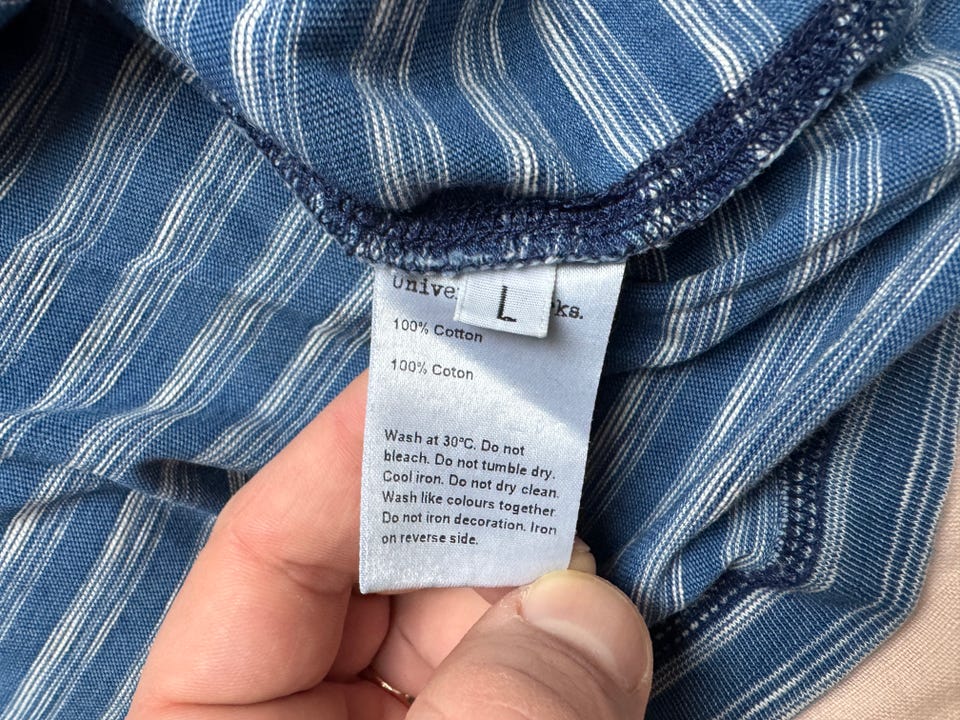 L
100% Cotton
100% Coton
Wash at 30°C. Do not
bleach. Do not tumble dry.
Cool iron. Do not dry clean.
Wash like colours together
Do not iron decoration. Iron
on reverse side.